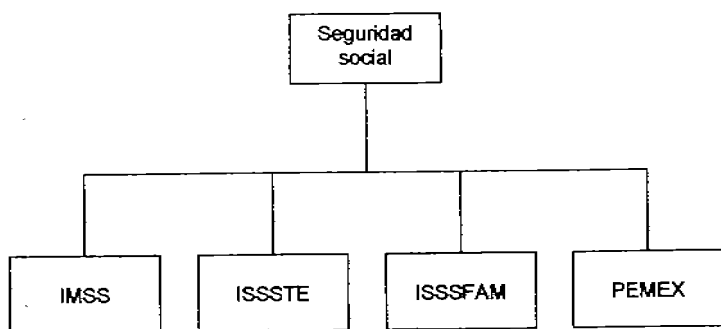 Seguridad
social
IMSS
ISSSTE
ISSSFAM
PEMEX